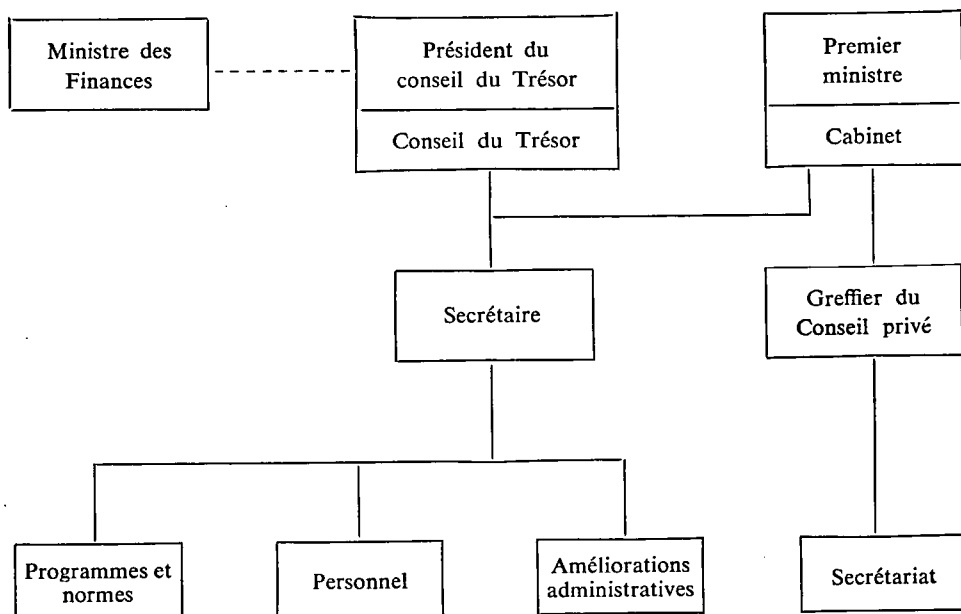 Ministre des
Finances
Président du
conseil du Trésor
Conseil du Trésor
Premier
ministre
Cabinet
Secrétaire
Greffier du
Conseil privé
Programmes et
normes
Personnel
Améliorations
administratives
Secrétariat